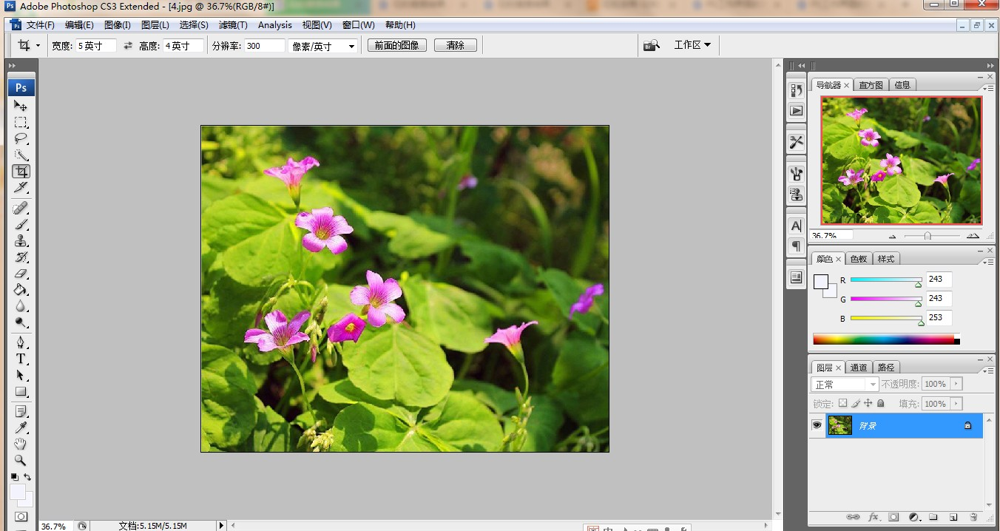 Ps Adobe Photoshop CS3 Extended - [4.jpg @ 36.7%(RGB/8#)]
文件(F) 编辑(E) 图像(I) 图层(L) 选择(S) 滤镜(T) Analysis 视图(V) 窗口(W) 帮助(H)
宽度: 5 英寸 高度: 4 英寸 分辨率: 300 像素/英寸 前面的图像 清除 Br 工作区
Ps
导航器 直方图 信息
36.7%
颜色 色板 样式
R 243
G 243
B 253
图层 通道 路径
正常 不透明度: 100%
锁定: 填充: 100%
背景
36.7% 文档:5.15M/5.15M